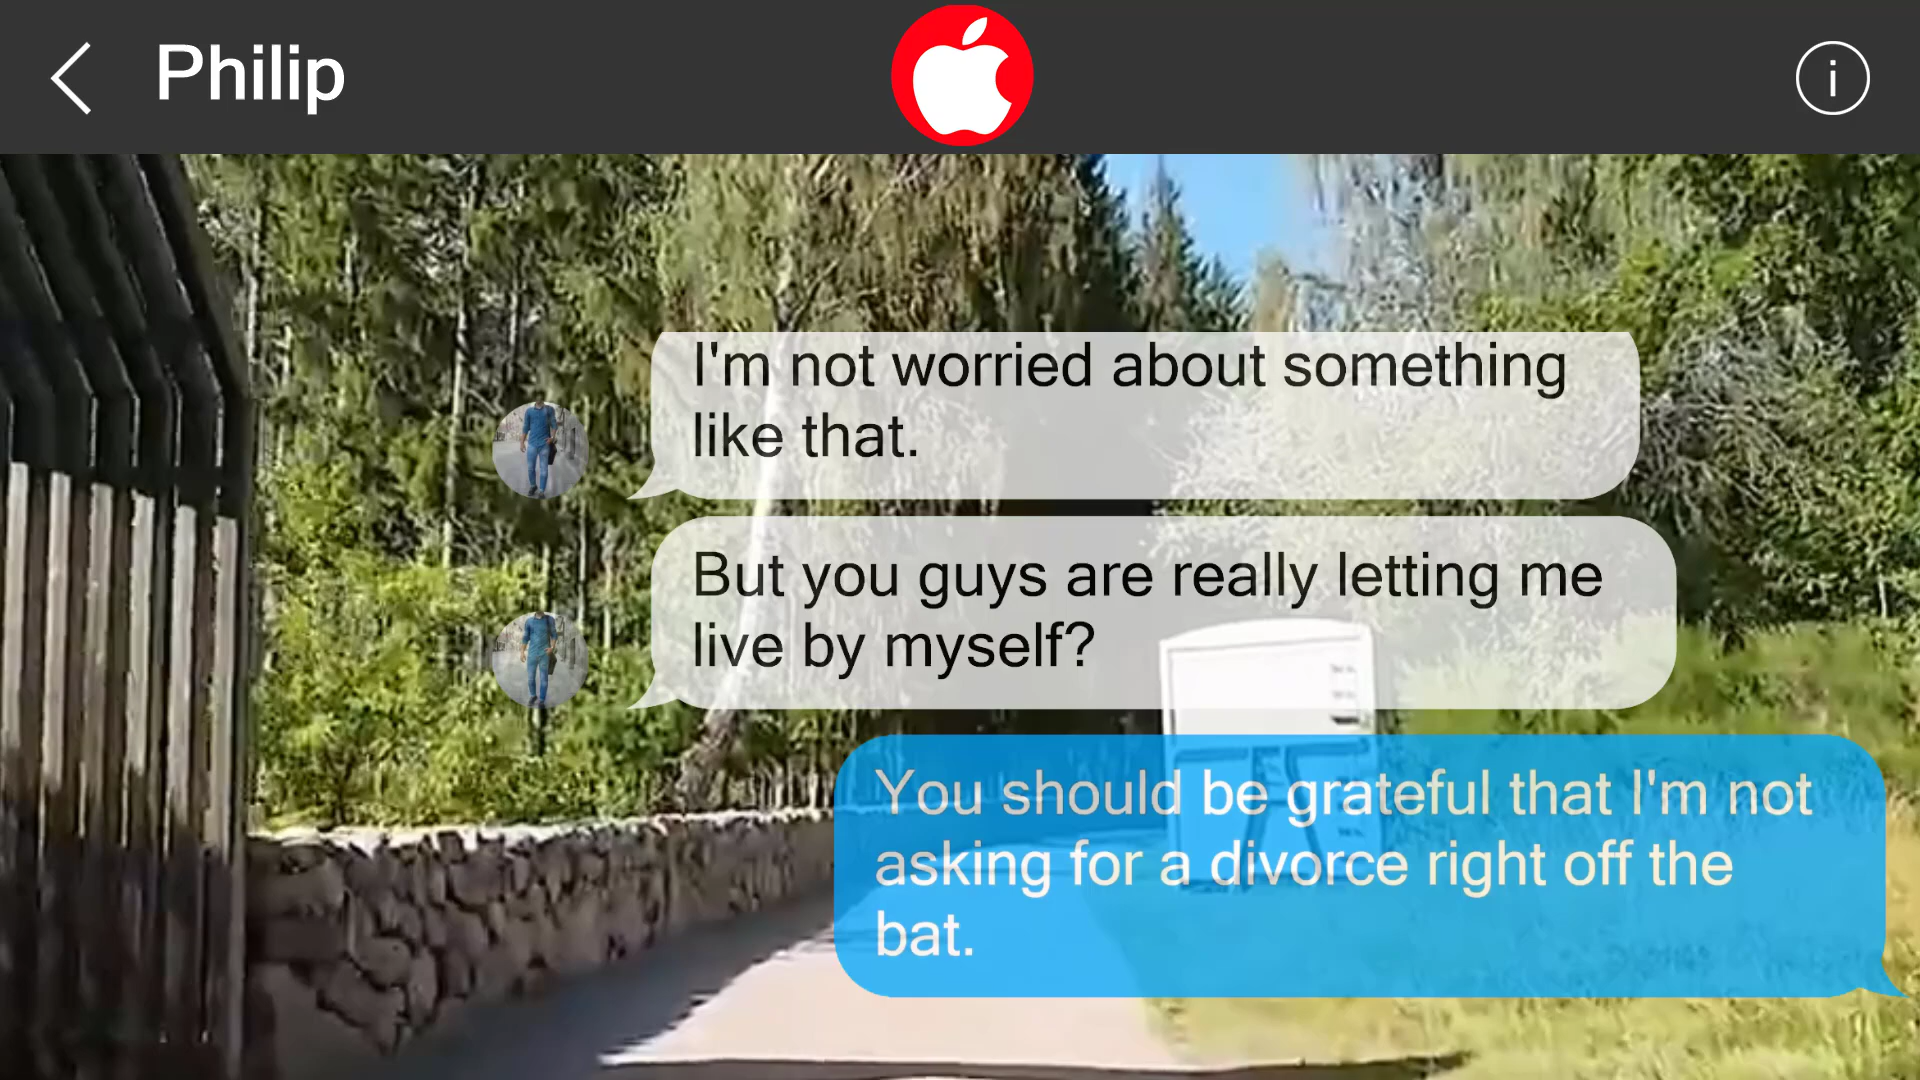 Philip
i
I'm not worried about something
like that.
But you guys are really letting me
live by myself?
You should be grateful that I'm not
asking for a divorce right off the
bat.